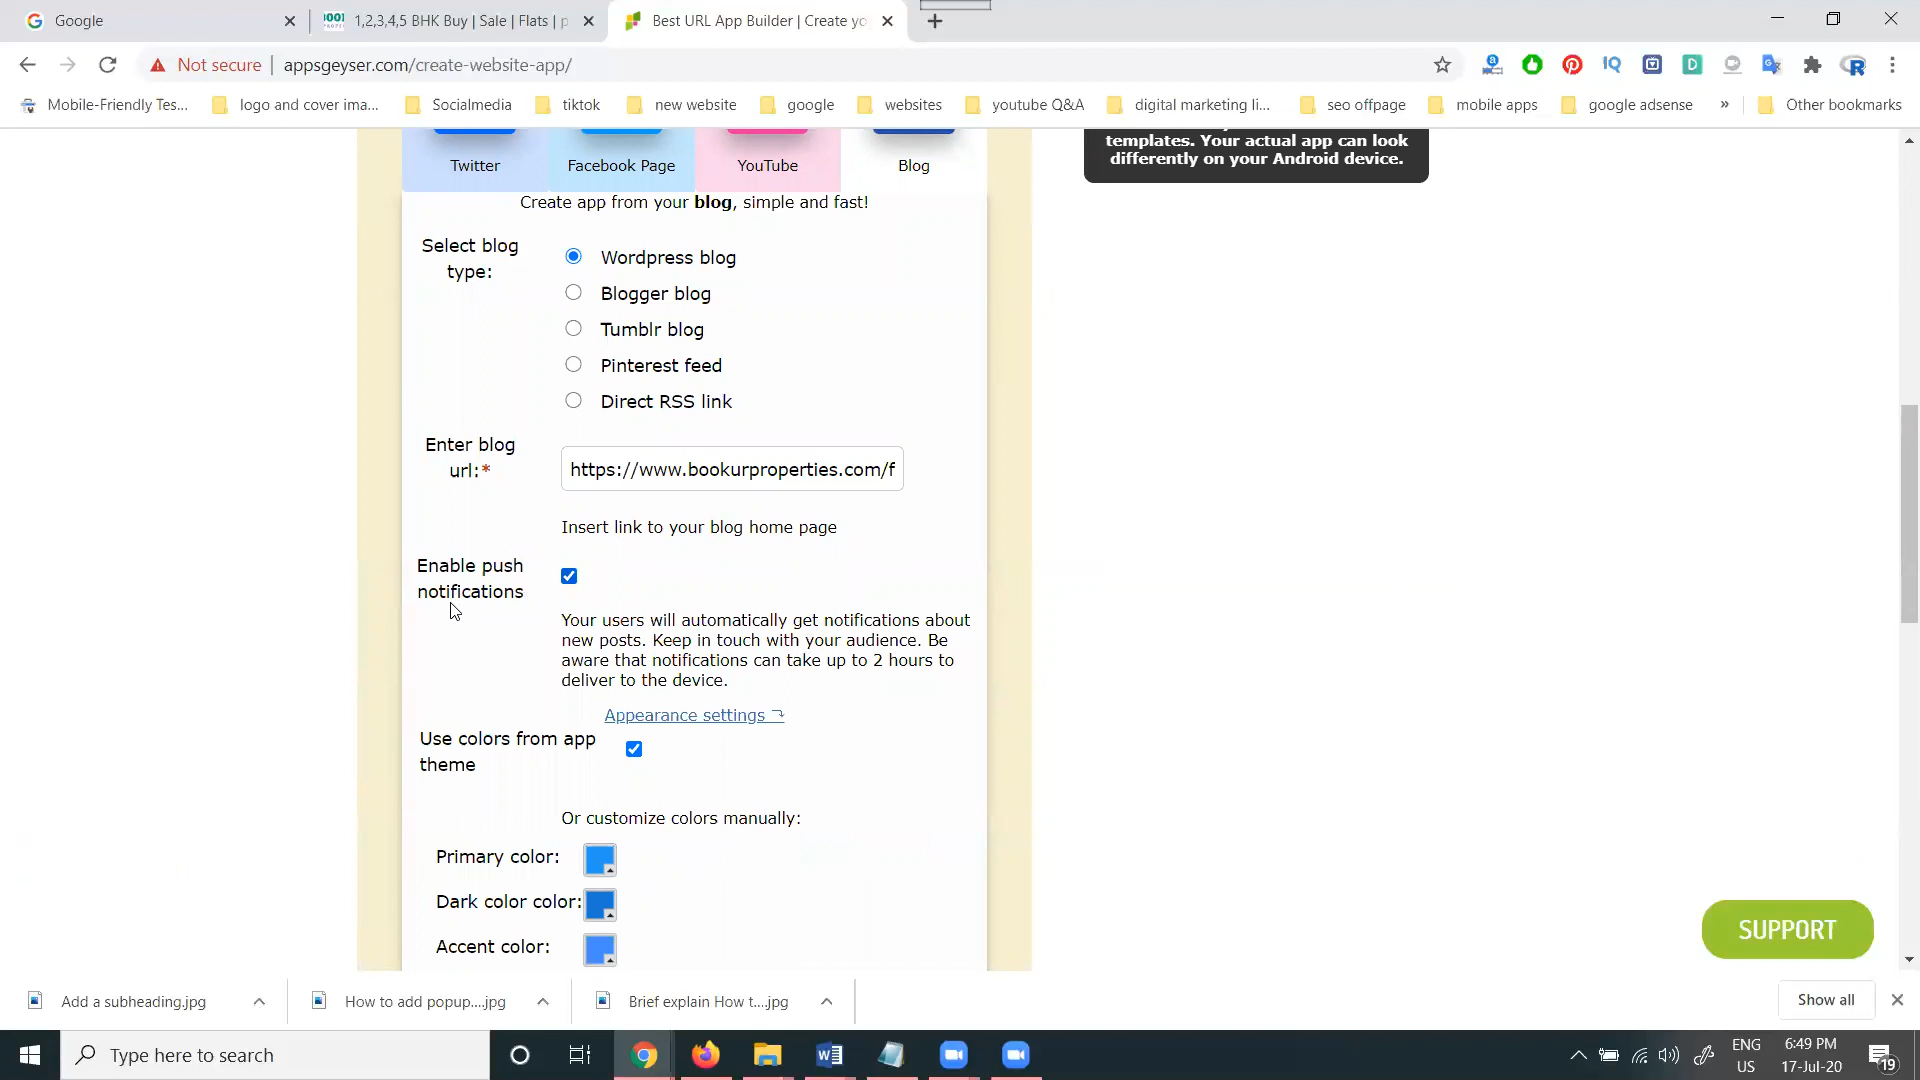 Google
1,2,3,4,5 BHK Buy | Sale | Flats | p
Best URL App Builder | Create yo
Not secure
appsgeyser.com/create-website-app/
Mobile-Friendly Tes...
logo and cover ima...
Socialmedia
tiktok
new website
google
websites
youtube Q&A
digital marketing li...
seo offpage
mobile apps
google adsense
»
Other bookmarks
templates. Your actual app can look
differently on your Android device.
Twitter
Facebook Page
YouTube
Blog
Create app from your blog, simple and fast!
Select blog
type:
Wordpress blog
Blogger blog
Tumblr blog
Pinterest feed
Direct RSS link
Enter blog
url:*
https://www.bookurproperties.com/f
Insert link to your blog home page
Enable push
notifications
Your users will automatically get notifications about
new posts. Keep in touch with your audience. Be
aware that notifications can take up to 2 hours to
deliver to the device.
Appearance settings
Use colors from app
theme
Or customize colors manually:
Primary color:
Dark color color:
Accent color:
SUPPORT
Add a subheading.jpg
How to add popup....jpg
Brief explain How t....jpg
Show all
Type here to search
ENG
US
6:49 PM
17-Jul-20
19